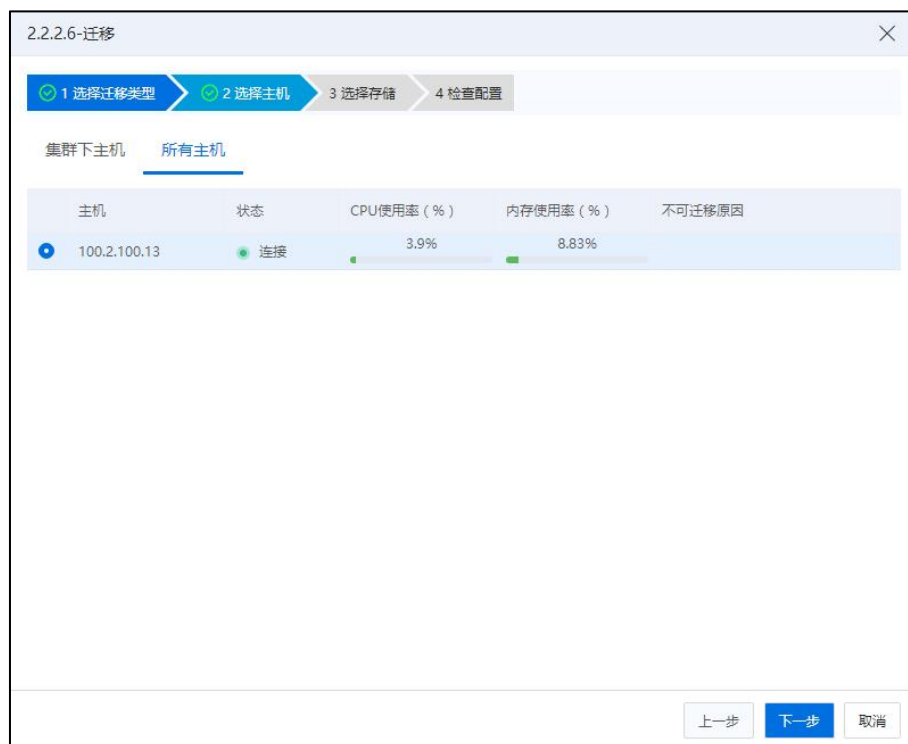 2.2.2.6-迁移
1 选择迁移类型 2 选择主机 3 选择存储 4 检查配置
集群下主机 所有主机
主机 状态 CPU使用率 ( % ) 内存使用率 ( % ) 不可迁移原因
100.2.100.13 连接 3.9% 8.83%
上一步 下一步 取消